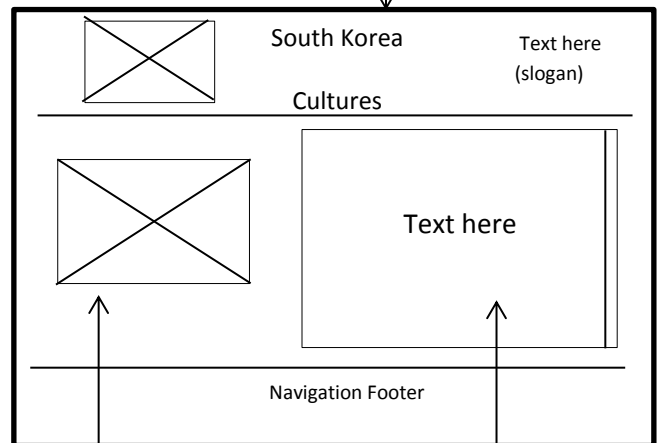 South Korea
Text here
(slogan)
Cultures
Text here
Navigation Footer